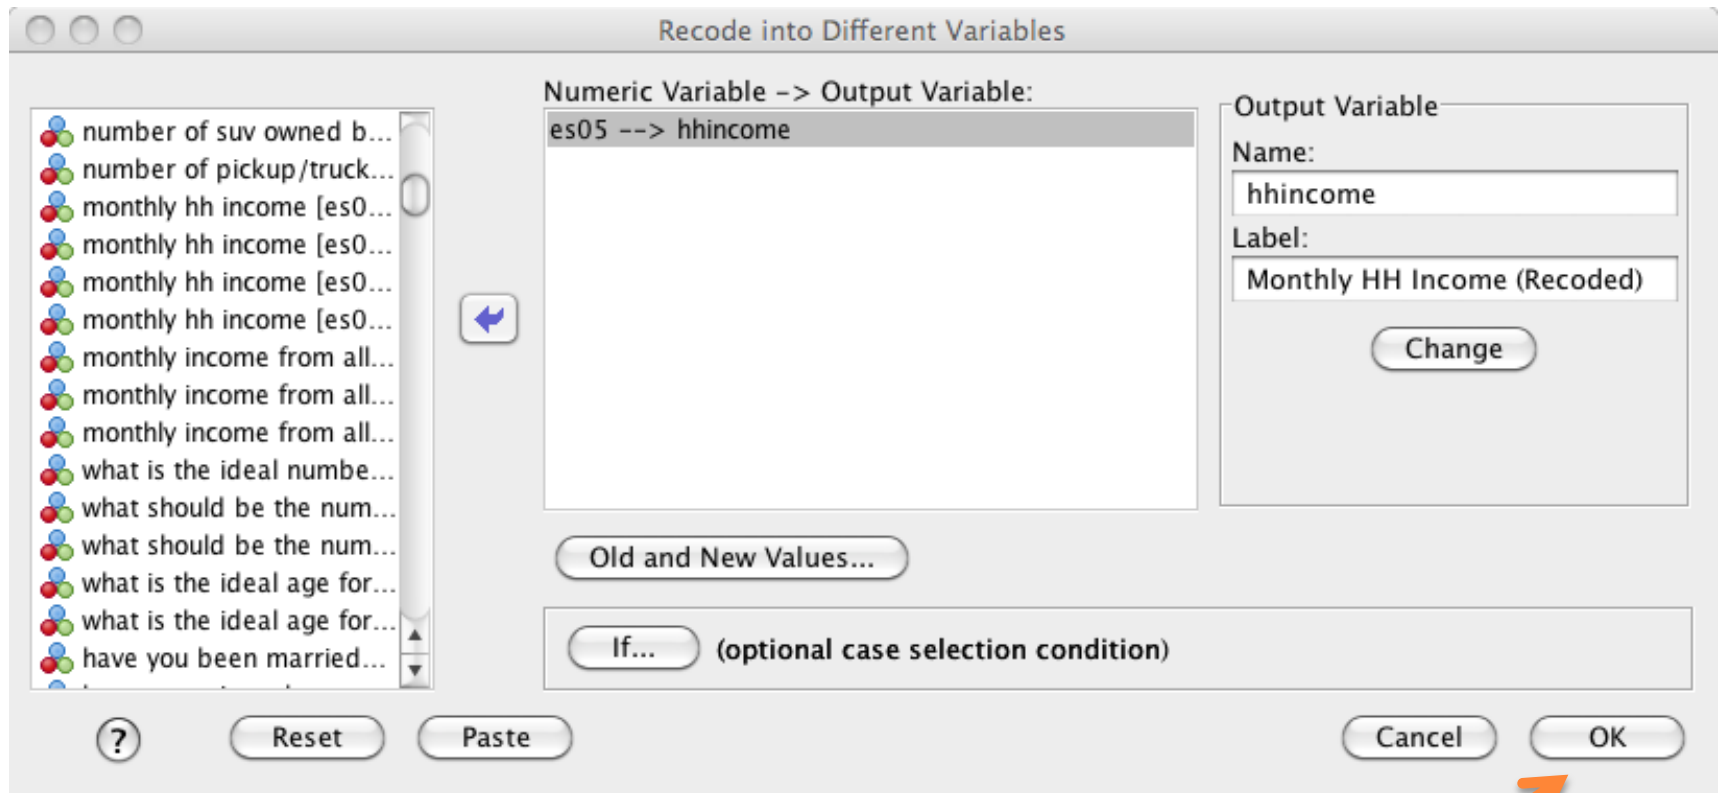 Recode into Different Variables
number of suv owned b...
number of pickup/truck...
monthly hh income [es0...
monthly hh income [es0...
monthly hh income [es0...
monthly hh income [es0...
monthly income from all...
monthly income from all...
monthly income from all...
what is the ideal numbe...
what should be the num...
what should be the num...
what is the ideal age for...
what is the ideal age for...
have you been married...
Numeric Variable -> Output Variable:
es05 --> hhincome
Output Variable
Name:
hhincome
Label:
Monthly HH Income (Recoded)
Change
Old and New Values...
If... (optional case selection condition)
? Reset Paste Cancel OK